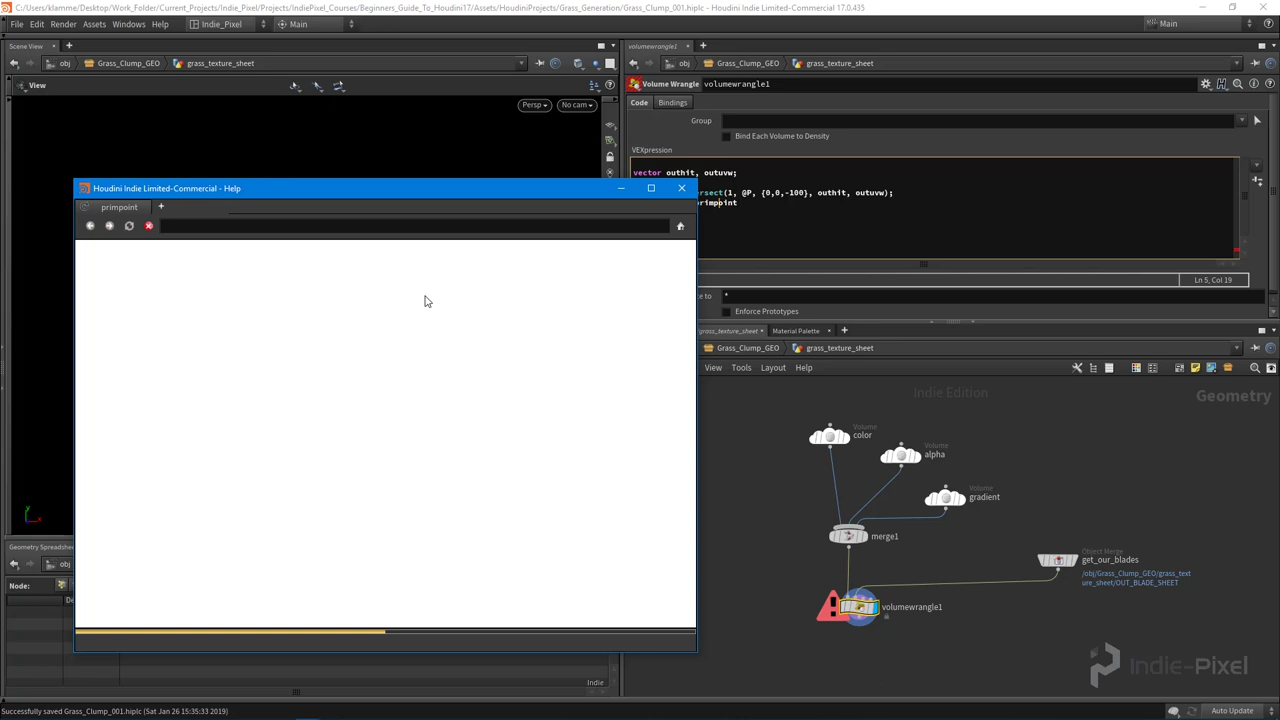 C:/Users/klamme/Desktop/Work_Folder/Current_Projects/Projects/IndiePixel_Courses/Beginners_Guide_To_Houdini17/Assets/HoudiniProjects/Grass_Generation/Grass_Clump_001.hiplc - Houdini Indie Limited-Commercial 17.0.435
File Edit Render Assets Windows Help Indie_Pixel Main Main
Scene View
volumewrangle1
obj Grass_Clump_GEO grass_texture_sheet
obj Grass_Clump_GEO grass_texture_sheet
View
Volume Wrangle volumewrangle1
Persp No cam
Code Bindings
Group
Bind Each Volume to Density
VEXpression
vector outhit, outuvw;
rsect(1, @P, {0,0,-100}, outhit, outuvw);
primpoint
Ln 5, Col 19
ce to *
Enforce Prototypes
Houdini Indie Limited-Commercial - Help
primpoint
grass_texture_sheet Material Palette
Grass_Clump_GEO grass_texture_sheet
View Tools Layout Help
Indie Edition
Geometry
Volume
color
Volume
alpha
Volume
gradient
merge1
Object Merge
get_our_blades
/obj/Grass_Clump_GEO/grass_text
ure_sheet/OUT_BLADE_SHEET
volumewrangle1
Geometry Spreadshe
obj
Node:
De
y
x
Indie
Indie-Pixel
Successfully saved Grass_Clump_001.hiplc (Sat Jan 26 15:35:33 2019)
Auto Update